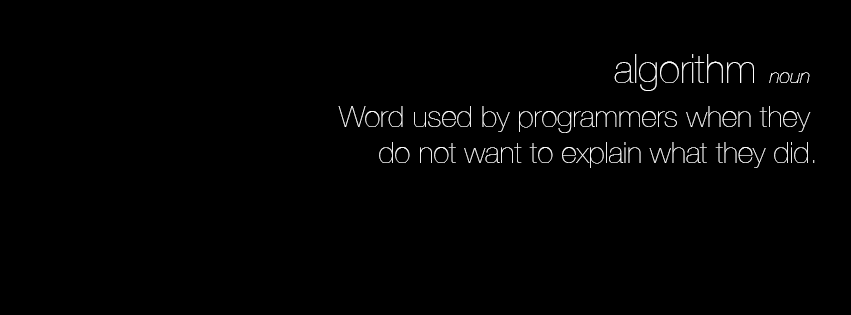 algorithm noun
Word used by programmers when they
do not want to explain what they did.